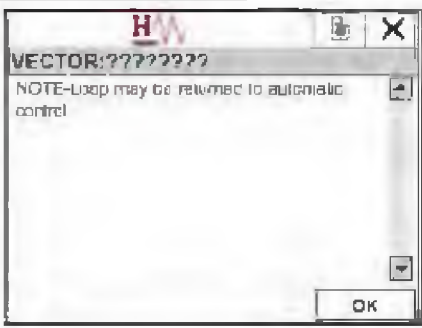 H
VECTOR:????????
NOTE-Loop may be returned to automatic
control
OK